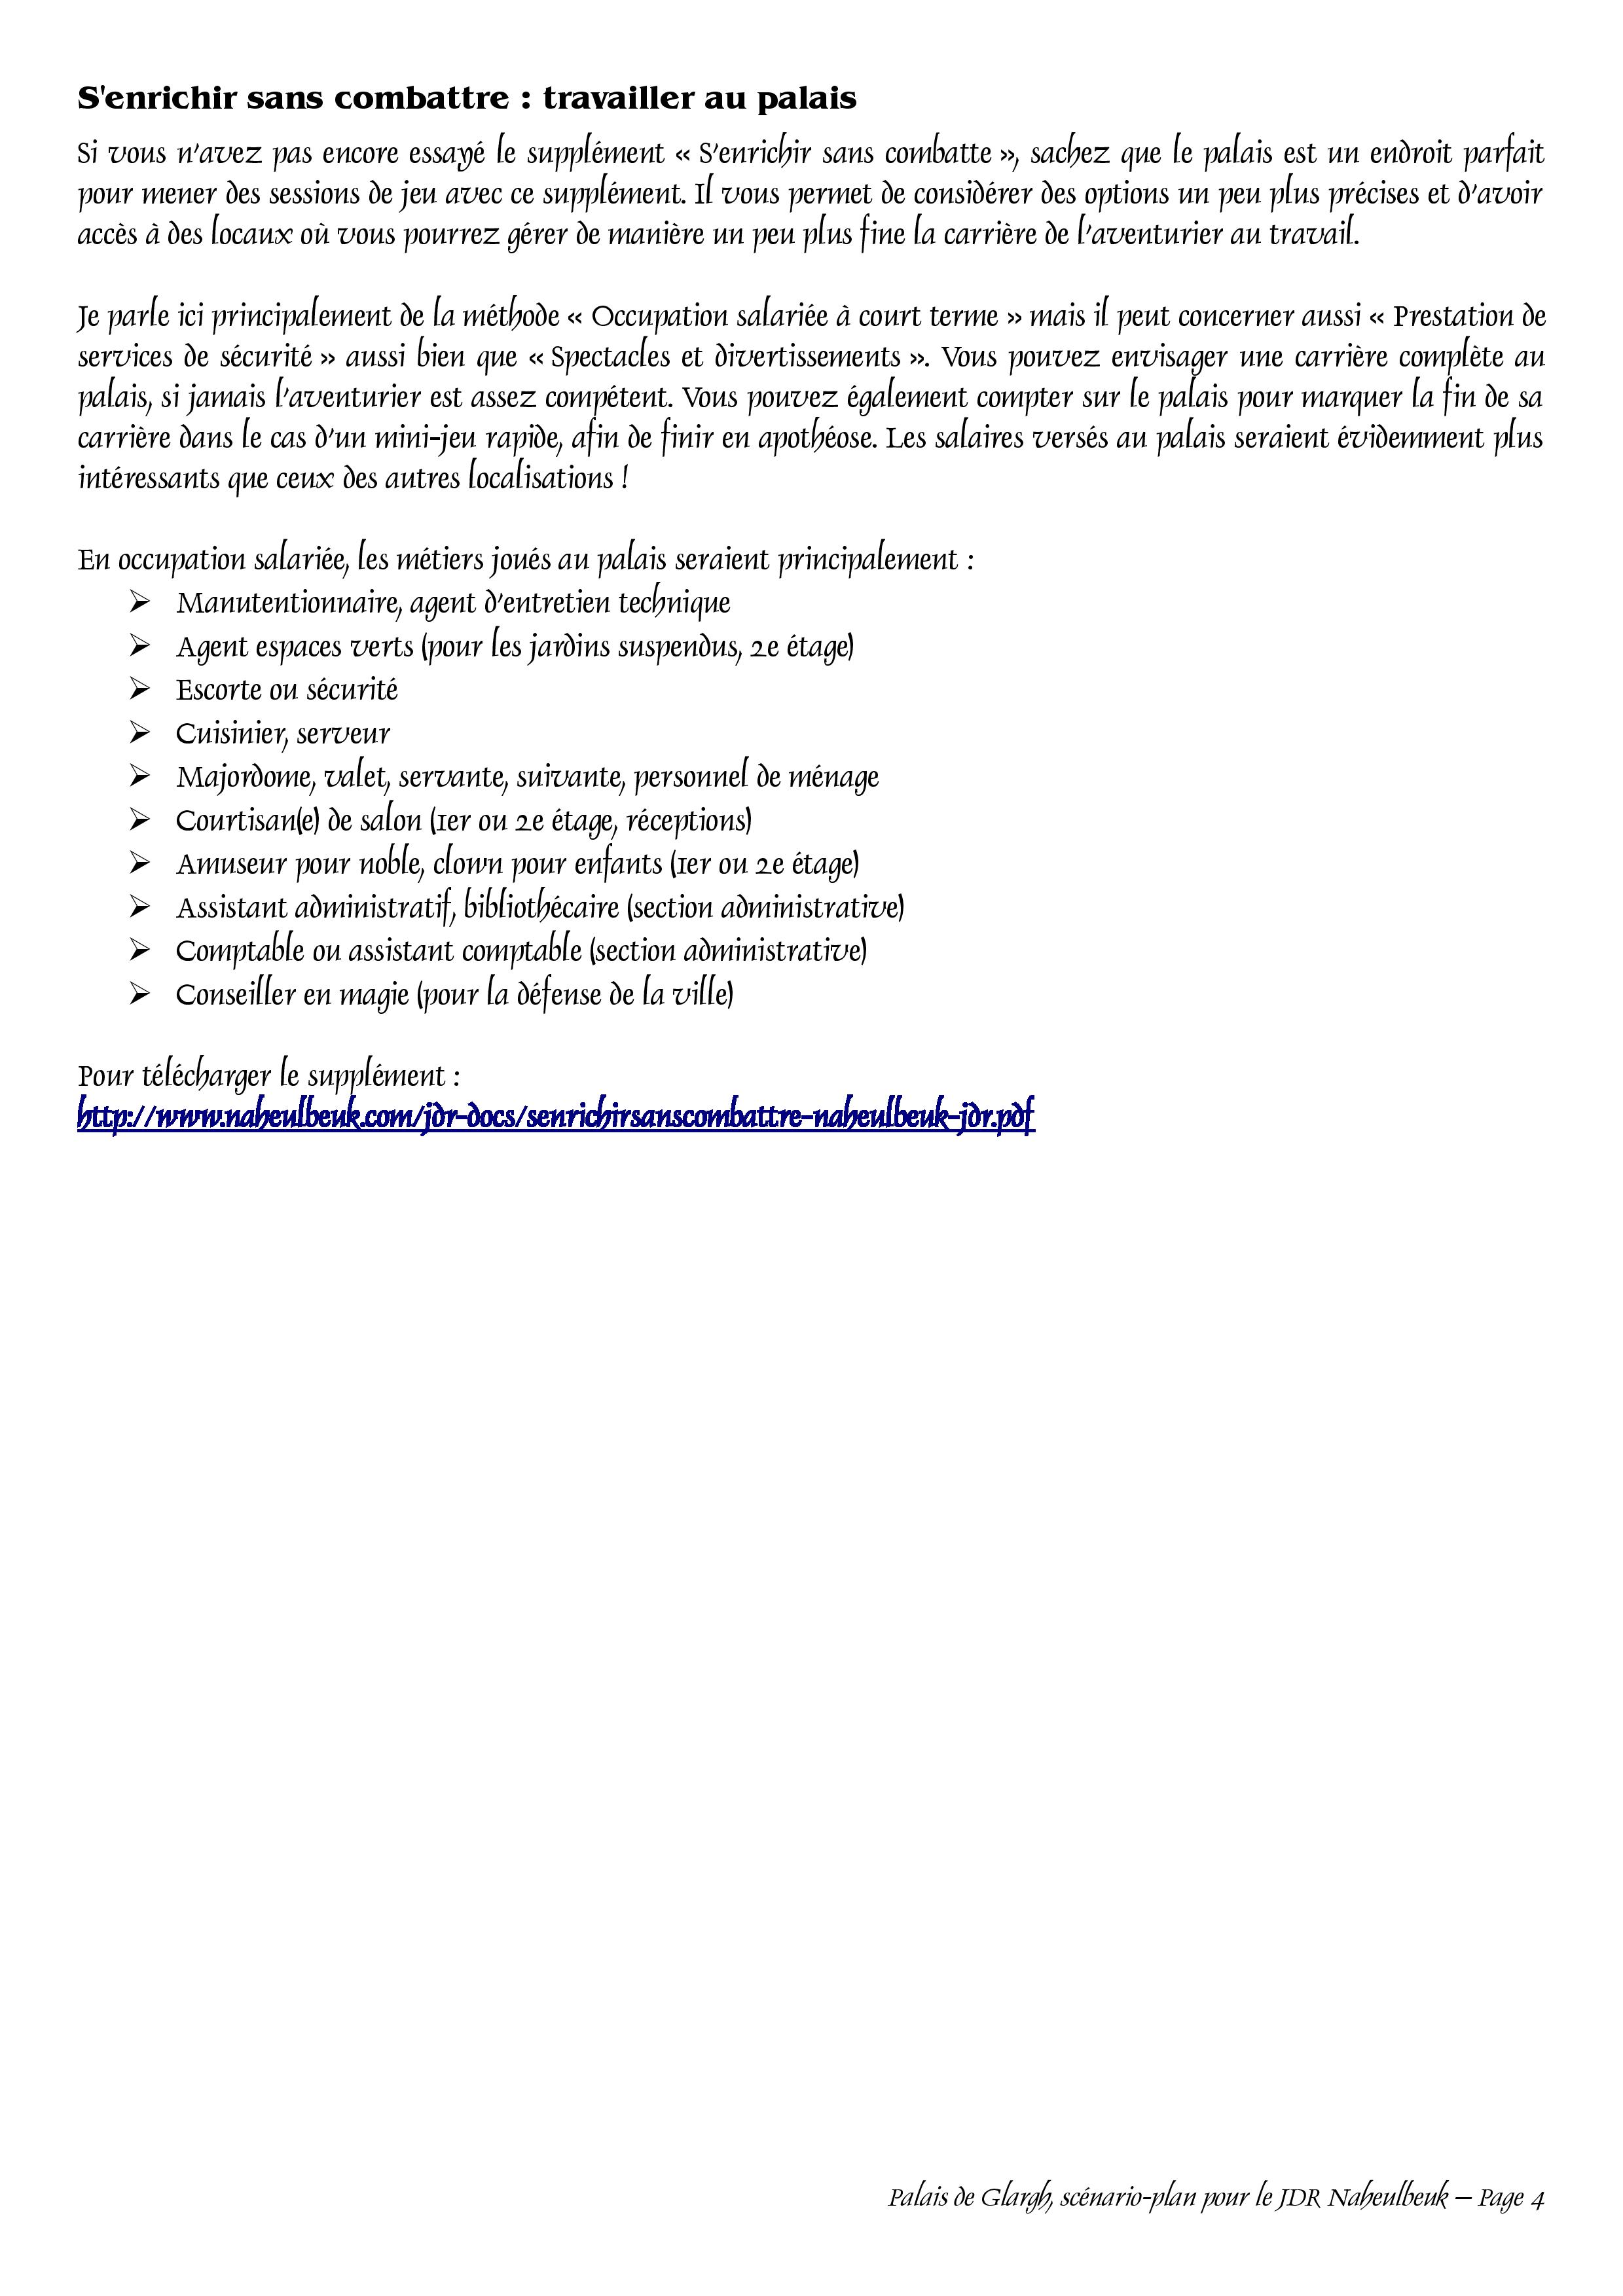 S'enrichir sans combattre : travailler au palais
Si vous n'avez pas encore essayé le supplément « S'enrichir sans combatte », sachez que le palais est un endroit parfait
pour mener des sessions de jeu avec ce supplément. Il vous permet de considérer des options un peu plus précises et d'avoir
accès à des locaux où vous pourrez gérer de manière un peu plus fine la carrière de l'aventurier au travail.
Je parle ici principalement de la méthode « Occupation salariée à court terme » mais il peut concerner aussi « Prestation de
services de sécurité » aussi bien que « Spectacles et divertissements ». Vous pouvez envisager une carrière complète au
palais, si jamais l'aventurier est assez compétent. Vous pouvez également compter sur le palais pour marquer la fin de sa
carrière dans le cas d'un mini-jeu rapide, afin de finir en apothéose. Les salaires versés au palais seraient évidemment plus
intéressants que ceux des autres localisations !
En occupation salariée, les métiers joués au palais seraient principalement :
➢ Manutentionnaire, agent d'entretien technique
➢ Agent espaces verts (pour les jardins suspendus, 2e étage)
➢ Escorte ou sécurité
➢ Cuisinier, serveur
➢ Majordome, valet, servante, suivante, personnel de ménage
➢ Courtisan(e) de salon (1er ou 2e étage, réceptions)
➢ Amuseur pour noble, clown pour enfants (1er ou 2e étage)
➢ Assistant administratif, bibliothécaire (section administrative)
➢ Comptable ou assistant comptable (section administrative)
➢ Conseiller en magie (pour la défense de la ville)
Pour télécharger le supplément :
http://www.naheulbeuk.com/jdr-docs/senrichirsanscombattre-naheulbeuk-jdr.pdf
Palais de Glargh, scénario-plan pour le JDR Naheulbeuk – Page 4